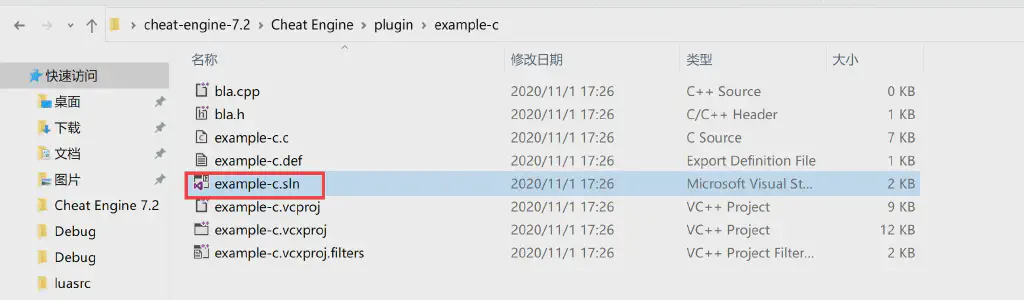 cheat-engine-7.2 › Cheat Engine › plugin › example-c
名称 修改日期 类型 大小
快速访问
桌面
下载
文档
图片
Cheat Engine 7.2
Debug
Debug
luasrc
bla.cpp 2020/11/1 17:26 C++ Source 0 KB
bla.h 2020/11/1 17:26 C/C++ Header 1 KB
example-c.c 2020/11/1 17:26 C Source 7 KB
example-c.def 2020/11/1 17:26 Export Definition File 1 KB
example-c.sln 2020/11/1 17:26 Microsoft Visual St... 2 KB
example-c.vcproj 2020/11/1 17:26 VC++ Project 9 KB
example-c.vcxproj 2020/11/1 17:26 VC++ Project 12 KB
example-c.vcxproj.filters 2020/11/1 17:26 VC++ Project Filter... 2 KB